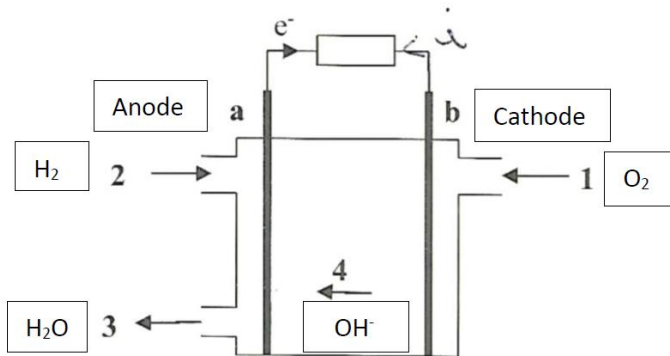 e⁻ i
Anode a b Cathode
H₂ 2 1 O₂
4
H₂O 3 OH⁻